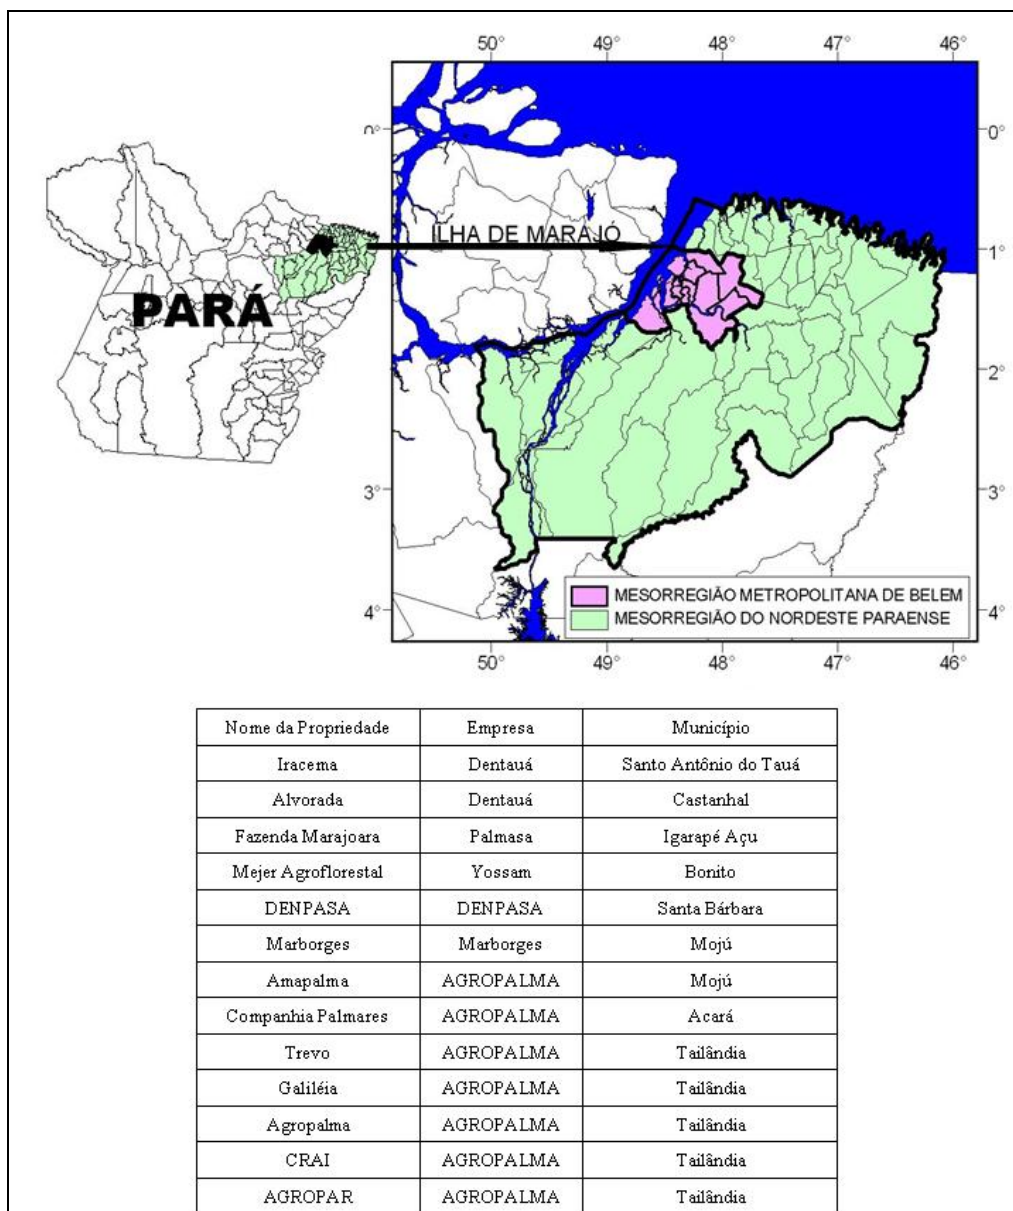 50° 49° 48° 47° 46°
0° 0°
ILHA DE MARAJÓ
1° 1°
PARÁ
2° 2°
3° 3°
MESORREGIÃO METROPOLITANA DE BELEM
MESORREGIÃO DO NORDESTE PARAENSE
4° 4°
50° 49° 48° 47° 46°
Nome da Propriedade Empresa Município
Iracema Dentauá Santo Antônio do Tauá
Alvorada Dentauá Castanhal
Fazenda Marajoara Palmasa Igarapé Açu
Mejer Agroflorestal Yossam Bonito
DENPASA DENPASA Santa Bárbara
Marborges Marborges Mojú
Amapalma AGROPALMA Mojú
Companhia Palmares AGROPALMA Acará
Trevo AGROPALMA Tailândia
Galiléia AGROPALMA Tailândia
Agropalma AGROPALMA Tailândia
CRAI AGROPALMA Tailândia
AGROPAR AGROPALMA Tailândia